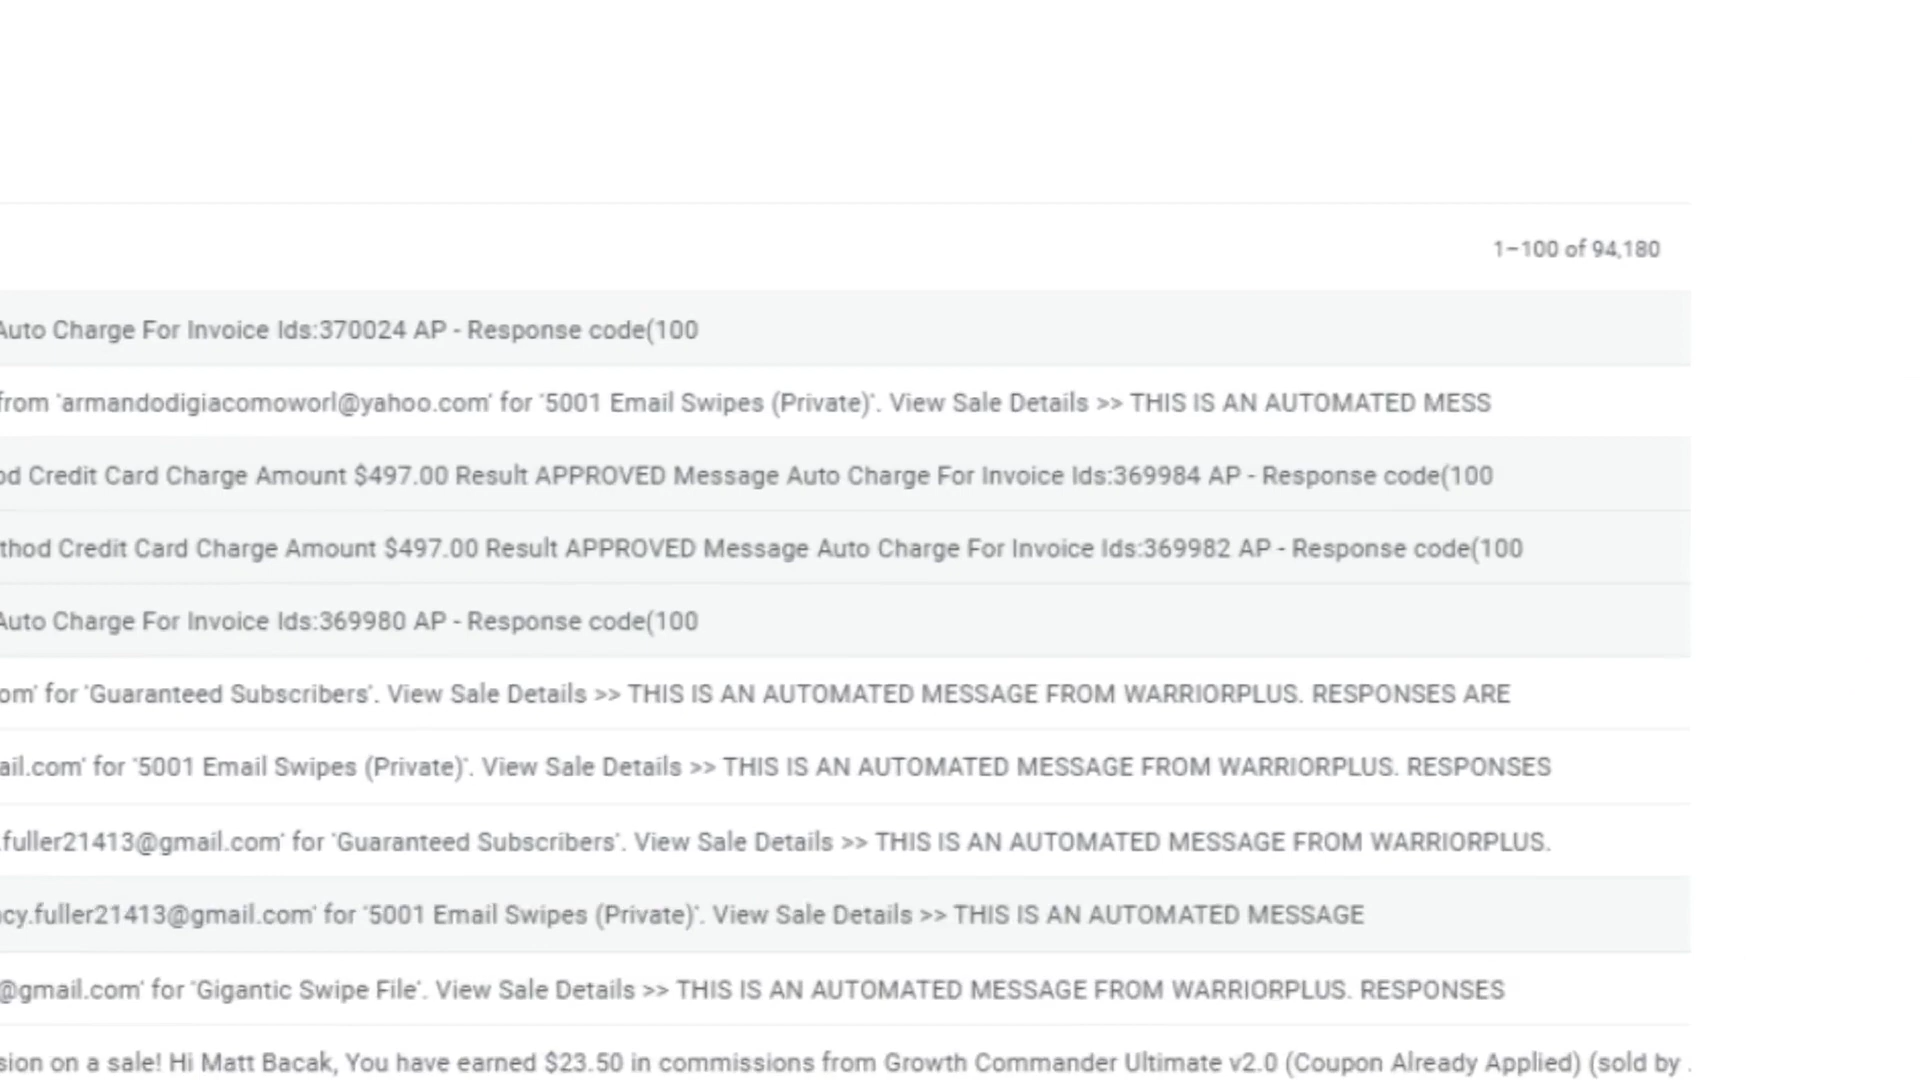 1–100 of 94,180
Auto Charge For Invoice Ids:370024 AP - Response code(100
from 'armandodigiacomoworl@yahoo.com' for '5001 Email Swipes (Private)'. View Sale Details >> THIS IS AN AUTOMATED MESS
od Credit Card Charge Amount $497.00 Result APPROVED Message Auto Charge For Invoice Ids:369984 AP - Response code(100
thod Credit Card Charge Amount $497.00 Result APPROVED Message Auto Charge For Invoice Ids:369982 AP - Response code(100
Auto Charge For Invoice Ids:369980 AP - Response code(100
om' for 'Guaranteed Subscribers'. View Sale Details >> THIS IS AN AUTOMATED MESSAGE FROM WARRIORPLUS. RESPONSES ARE
ail.com' for '5001 Email Swipes (Private)'. View Sale Details >> THIS IS AN AUTOMATED MESSAGE FROM WARRIORPLUS. RESPONSES
.fuller21413@gmail.com' for 'Guaranteed Subscribers'. View Sale Details >> THIS IS AN AUTOMATED MESSAGE FROM WARRIORPLUS.
cy.fuller21413@gmail.com' for '5001 Email Swipes (Private)'. View Sale Details >> THIS IS AN AUTOMATED MESSAGE
@gmail.com' for 'Gigantic Swipe File'. View Sale Details >> THIS IS AN AUTOMATED MESSAGE FROM WARRIORPLUS. RESPONSES
sion on a sale! Hi Matt Bacak, You have earned $23.50 in commissions from Growth Commander Ultimate v2.0 (Coupon Already Applied) (sold by .